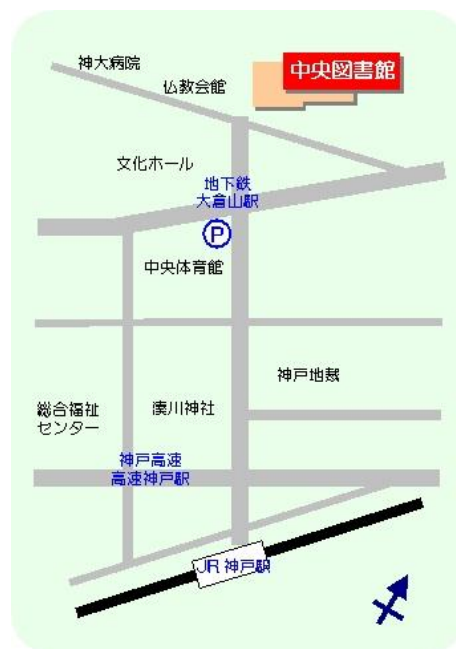 神大病院
中央図書館
仏教会館
文化ホール
地下鉄
大倉山駅
P
中央体育館
神戸地裁
総合福祉
センター
湊川神社
神戸高速
高速神戸駅
JR 神戸駅